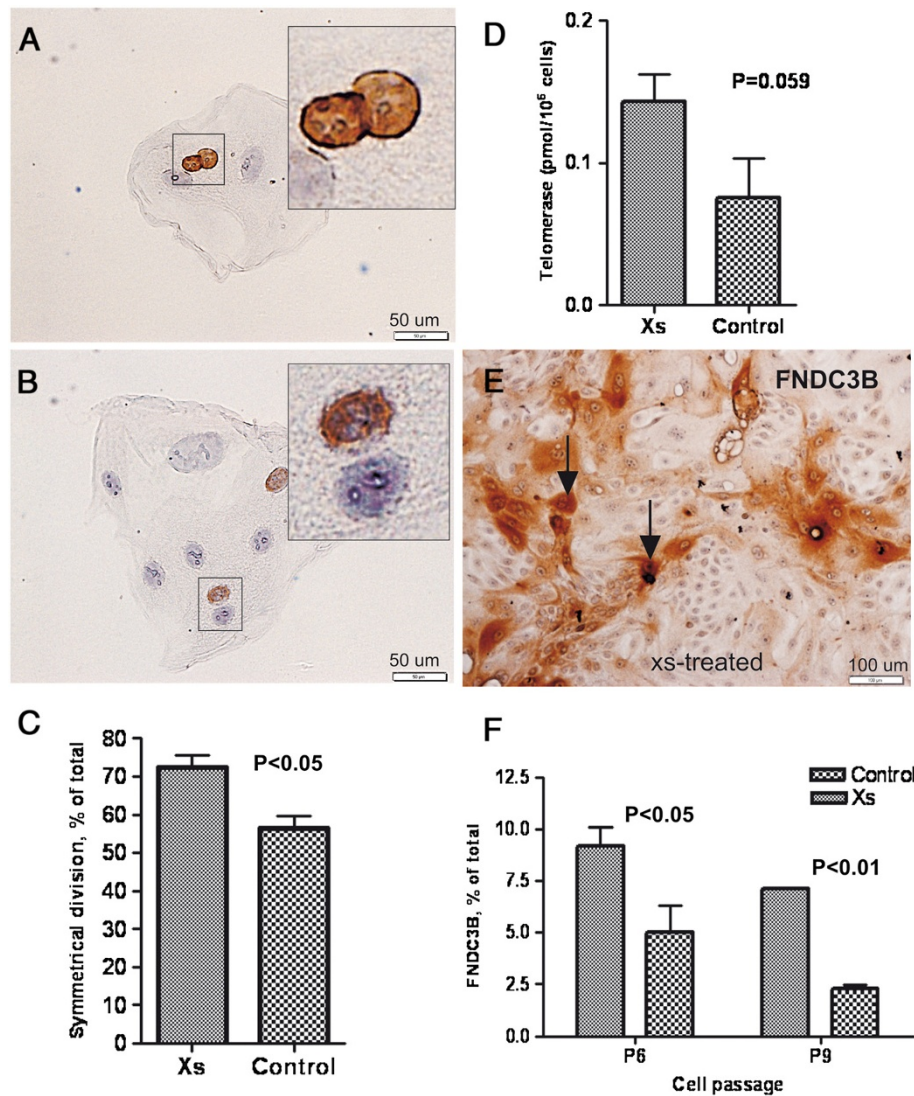 A
50 um
B
50 um
C
Symmetrical division, % of total
80
70
60
50
40
30
20
10
0
P<0.05
Xs
Control
D
Telomerase (pmol/10⁶ cells)
0.2
0.1
0.0
P=0.059
Xs
Control
E
FNDC3B
xs-treated
100 um
F
FNDC3B, % of total
12.5
10.0
7.5
5.0
2.5
0.0
P<0.05
P<0.01
Control
Xs
P6
P9
Cell passage